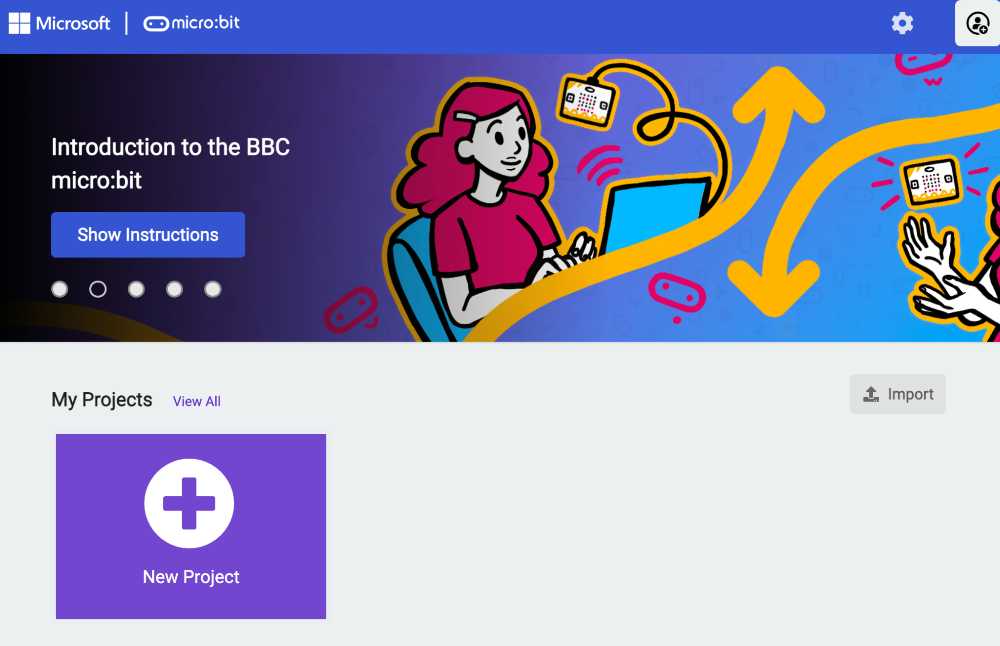 Microsoft
micro:bit
Introduction to the BBC
micro:bit
Show Instructions
My Projects
View All
Import
New Project